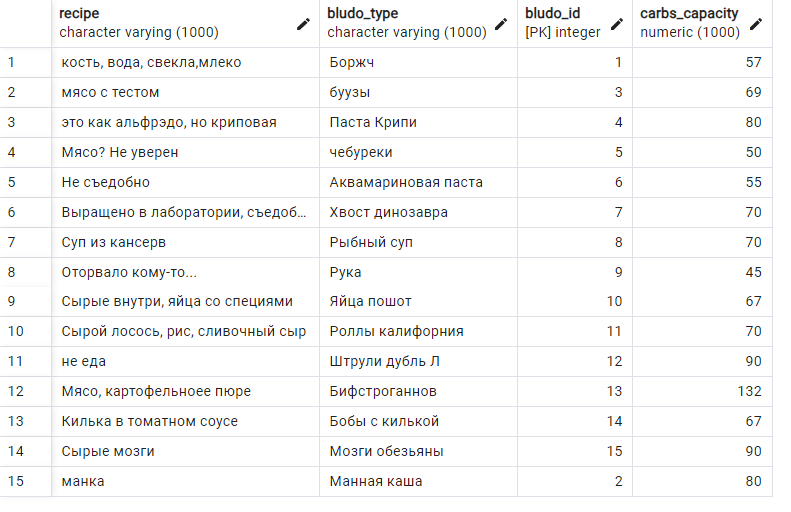 recipe bludo_type bludo_id carbs_capacity
character varying (1000) character varying (1000) [PK] integer numeric (1000)
1 кость, вода, свекла,млеко Боржч 1 57
2 мясо с тестом буузы 3 69
3 это как альфрэдо, но криповая Паста Крипи 4 80
4 Мясо? Не уверен чебуреки 5 50
5 Не съедобно Аквамариновая паста 6 55
6 Выращено в лаборатории, съедоб... Хвост динозавра 7 70
7 Суп из кансерв Рыбный суп 8 70
8 Оторвало кому-то... Рука 9 45
9 Сырые внутри, яйца со специями Яйца пошот 10 67
10 Сырой лосось, рис, сливочный сыр Роллы калифорния 11 70
11 не еда Штрули дубль Л 12 90
12 Мясо, картофельноее пюре Бифстроганнов 13 132
13 Килька в томатном соусе Бобы с килькой 14 67
14 Сырые мозги Мозги обезьяны 15 90
15 манка Манная каша 2 80